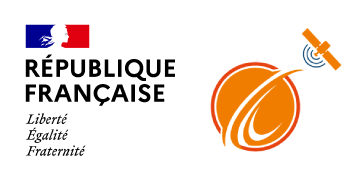 RÉPUBLIQUE
FRANÇAISE
Liberté
Égalité
Fraternité